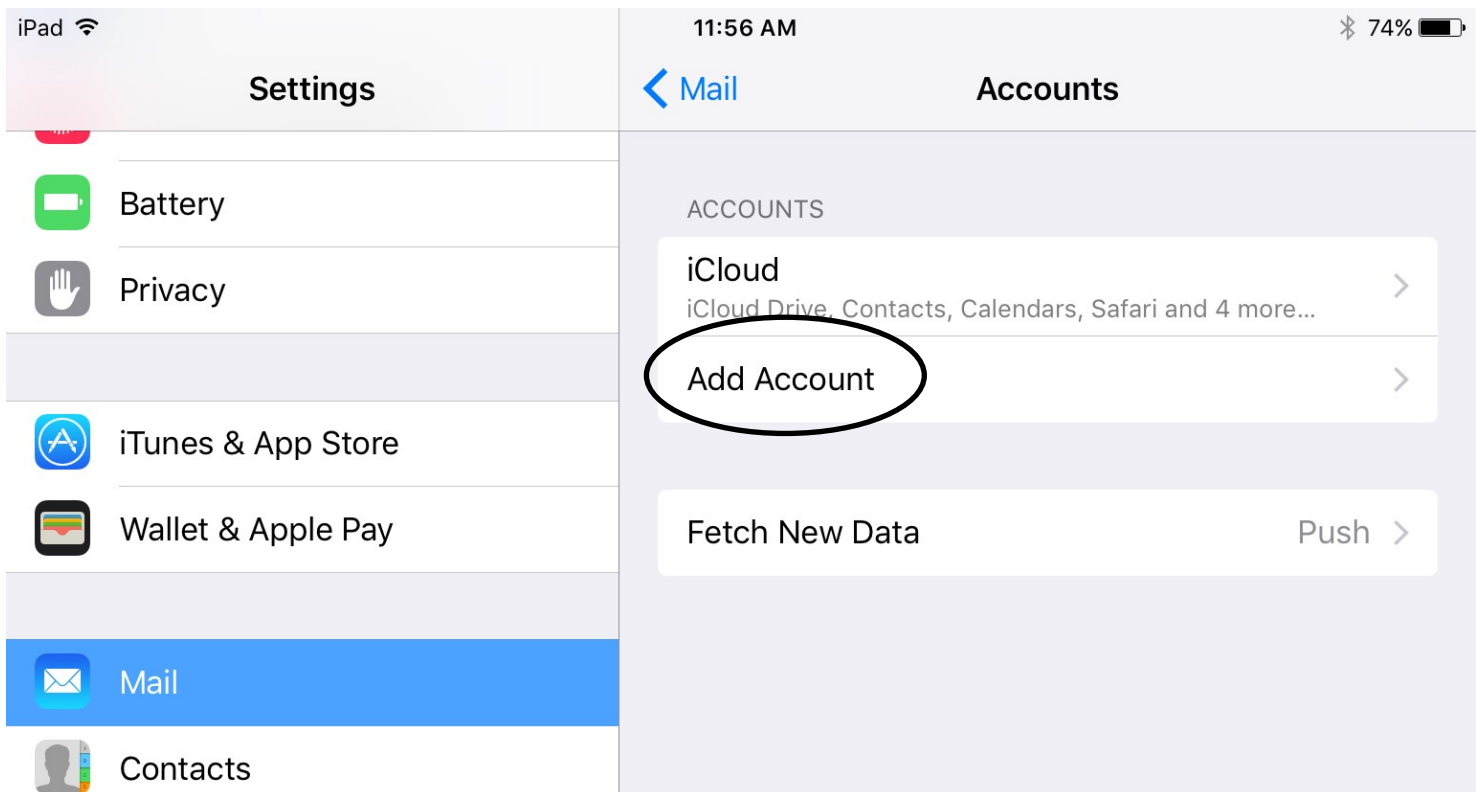 iPad
11:56 AM
74%
Settings
Battery
Privacy
iTunes & App Store
Wallet & Apple Pay
Mail
Contacts
Mail
Accounts
ACCOUNTS
iCloud
iCloud Drive, Contacts, Calendars, Safari and 4 more...
Add Account
Fetch New Data Push